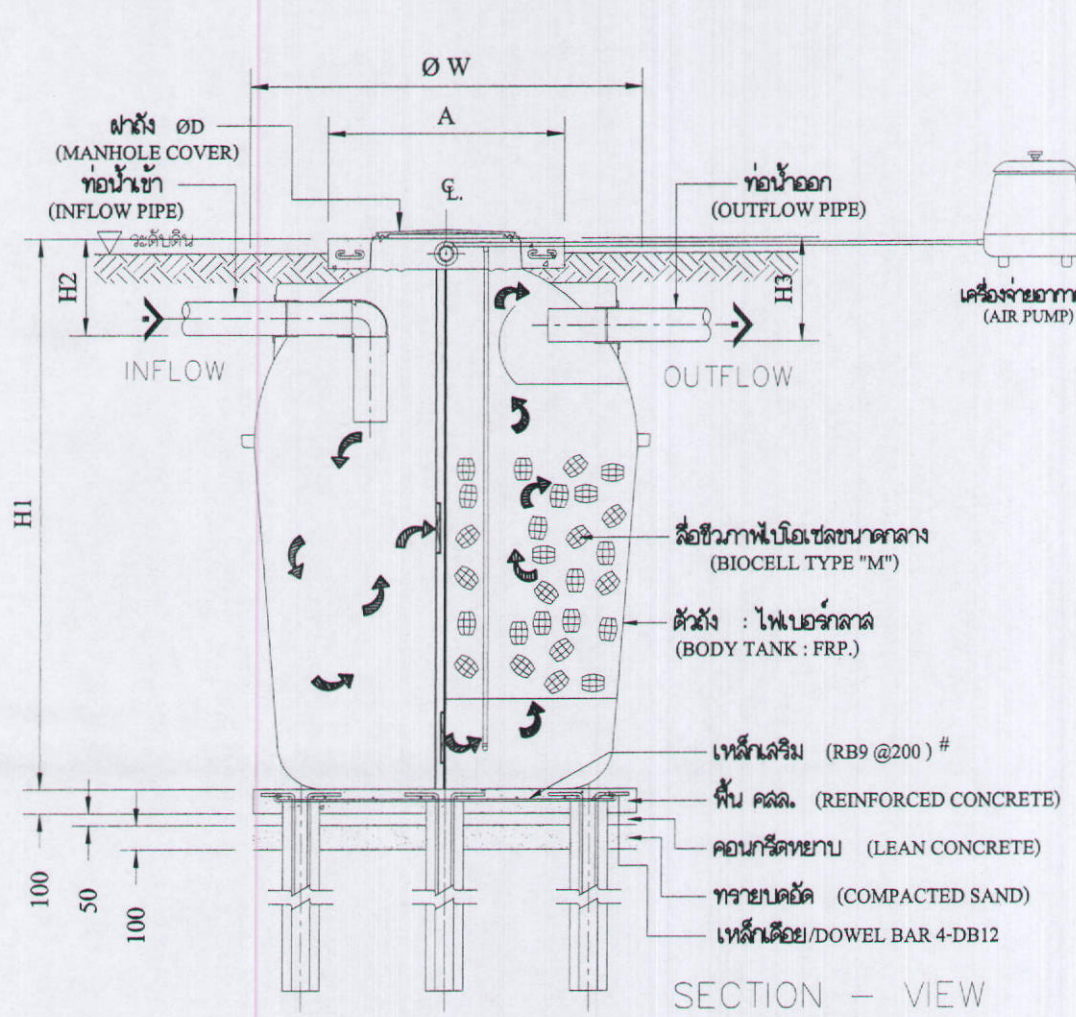 Ø W
A
ฝาถัง ØD
(MANHOLE COVER)
ท่อน้ำเข้า
(INFLOW PIPE)
℄.
ท่อน้ำออก
(OUTFLOW PIPE)
ระดับดิน
H2
H3
เครื่องจ่ายอากา
(AIR PUMP)
INFLOW
OUTFLOW
H1
สื่อชีวภาพไบโอเซลขนาดกลาง
(BIOCELL TYPE "M")
ตัวถัง : ไฟเบอร์กลาส
(BODY TANK : FRP.)
เหล็กเสริม (RB9 @200 ) #
พื้น คสล. (REINFORCED CONCRETE)
คอนกรีตหยาบ (LEAN CONCRETE)
ทรายบดอัด (COMPACTED SAND)
เหล็กเดือย/DOWEL BAR 4-DB12
100
50
100
SECTION - VIEW